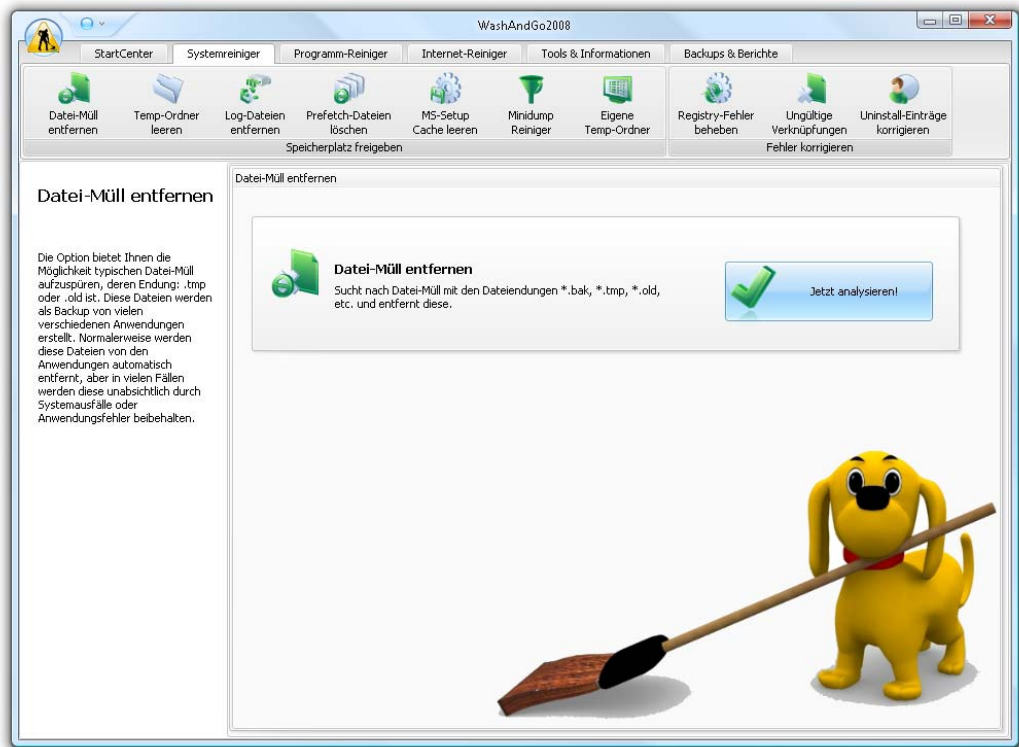 WashAndGo2008
StartCenter Systemreiniger Programm-Reiniger Internet-Reiniger Tools & Informationen Backups & Berichte
Datei-Müll entfernen
Temp-Ordner leeren
Log-Dateien entfernen
Prefetch-Dateien löschen
MS-Setup Cache leeren
Minidump Reiniger
Eigene Temp-Ordner
Registry-Fehler beheben
Ungültige Verknüpfungen
Uninstall-Einträge korrigieren
Speicherplatz freigeben
Fehler korrigieren
Datei-Müll entfernen
Die Option bietet Ihnen die
Möglichkeit typischen Datei-Müll
aufzuspüren, deren Endung: .tmp
oder .old ist. Diese Dateien werden
als Backup von vielen
verschiedenen Anwendungen
erstellt. Normalerweise werden
diese Dateien von den
Anwendungen automatisch
entfernt, aber in vielen Fällen
werden diese unabsichtlich durch
Systemausfälle oder
Anwendungsfehler beibehalten.
Datei-Müll entfernen
Datei-Müll entfernen
Sucht nach Datei-Müll mit den Dateiendungen *.bak, *.tmp, *.old,
etc. und entfernt diese.
Jetzt analysieren!